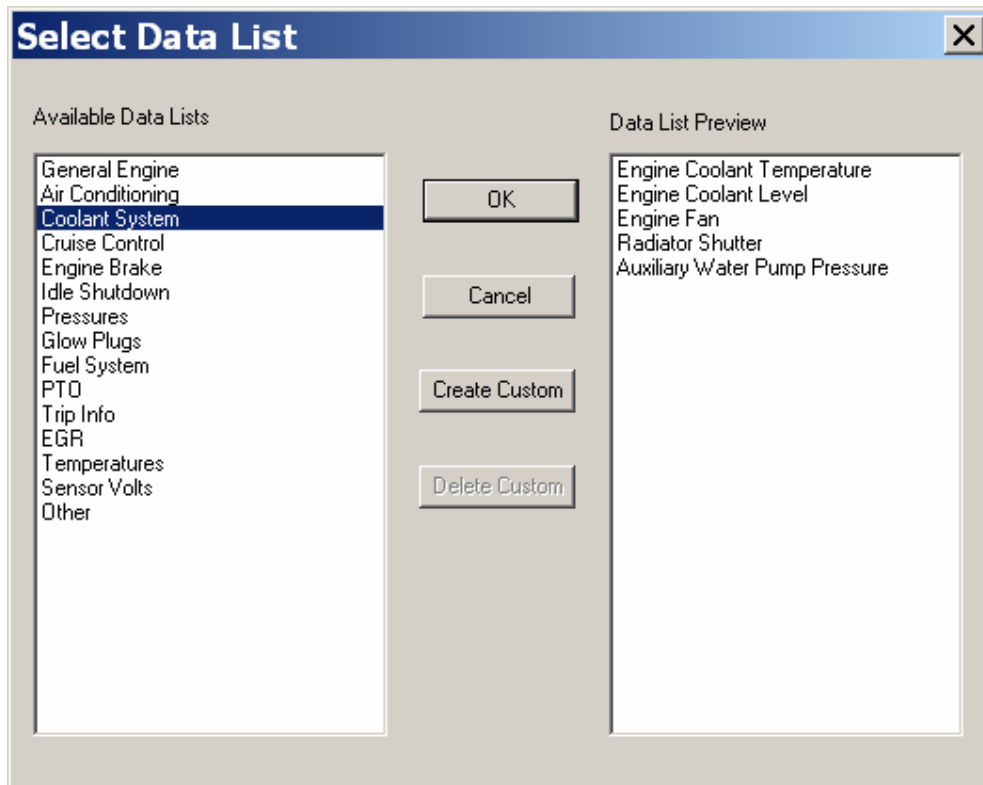 Select Data List
Available Data Lists
General Engine
Air Conditioning
Coolant System
Cruise Control
Engine Brake
Idle Shutdown
Pressures
Glow Plugs
Fuel System
PTO
Trip Info
EGR
Temperatures
Sensor Volts
Other
OK
Cancel
Create Custom
Delete Custom
Data List Preview
Engine Coolant Temperature
Engine Coolant Level
Engine Fan
Radiator Shutter
Auxiliary Water Pump Pressure